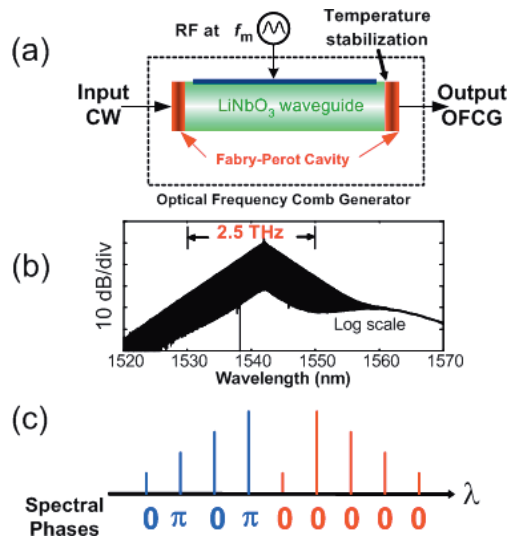 (a)
RF at fm
Temperature
stabilization
Input
CW
LiNbO3 waveguide
Output
OFCG
Fabry-Perot Cavity
Optical Frequency Comb Generator
(b)
10 dB/div
2.5 THz
Log scale
1520 1530 1540 1550 1560 1570
Wavelength (nm)
(c)
λ
Spectral
Phases
0 π 0 π 0 0 0 0 0